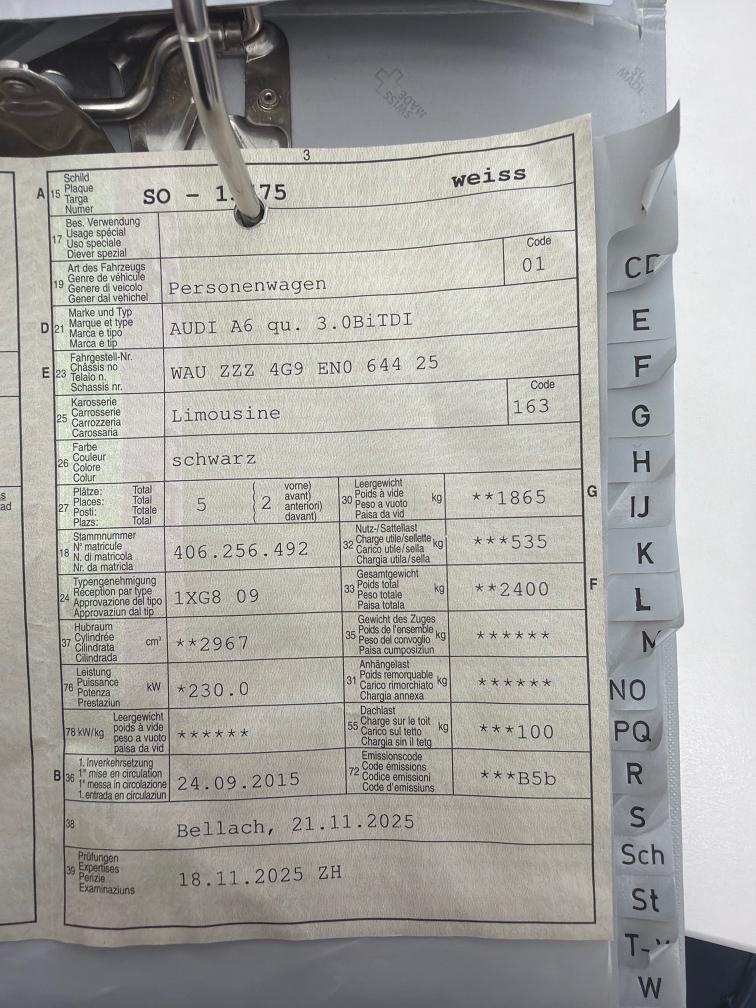 SWISS
MADE
3
A 15 Schild
Plaque
Targa
Numer
SO - 1 75 weiss
17 Bes. Verwendung
Usage spécial
Uso speciale
Diever spezial
19 Art des Fahrzeugs
Genre de véhicule
Genere di veicolo
Gener dal vehichel
Personenwagen
Code
01
D 21 Marke und Typ
Marque et type
Marca e tipo
Marca e tip
AUDI A6 qu. 3.0BiTDI
E 23 Fahrgestell-Nr.
Châssis no
Telaio n.
Schassis nr.
WAU ZZZ 4G9 EN0 644 25
25 Karosserie
Carrosserie
Carrozzeria
Carossaria
Limousine
Code
163
26 Farbe
Couleur
Colore
Colur
schwarz
27 Plätze: Total
Places: Total
Posti: Totale
Plazs: Total
5 2 vorne)
avant)
anteriori)
davant)
30 Leergewicht
Poids à vide
Peso a vuoto
Paisa da vid
kg **1865 G
18 Stammnummer
N° matricule
N. di matricola
Nr. da matricla
406.256.492
32 Nutz-/Sattellast
Charge utile/sellette
Carico utile/sella
Chargia utila/sella
kg ***535
24 Typengenehmigung
Réception par type
Approvazione del tipo
Approvaziun dal tip
1XG8 09
33 Gesamtgewicht
Poids total
Peso totale
Paisa totala
kg **2400 F
37 Hubraum
Cylindrée
Cilindrata
Cilindrada
cm³ **2967
35 Gewicht des Zuges
Poids de l'ensemble
Peso del convoglio
Paisa cumposiziun
kg ******
76 Leistung
Puissance
Potenza
Prestaziun
kW *230.0
31 Anhängelast
Poids remorquable
Carico rimorchiato
Chargia annexa
kg ******
78 kW/kg Leergewicht
poids à vide
peso a vuoto
paisa da vid
******
55 Dachlast
Charge sur le toit
Carico sul tetto
Chargia sin il tetg
kg ***100
B 36 1. Inverkehrsetzung
1re mise en circulation
1a messa in circolazione
1. entrada en circulaziun
24.09.2015
72 Emissionscode
Code émissions
Codice emissioni
Code d'emissiuns
***B5b
38 Bellach, 21.11.2025
39 Prüfungen
Expertises
Perizie
Examinaziuns
18.11.2025 ZH
E
F
G
H
IJ
K
L
M
NO
PQ
R
S
Sch
St
W